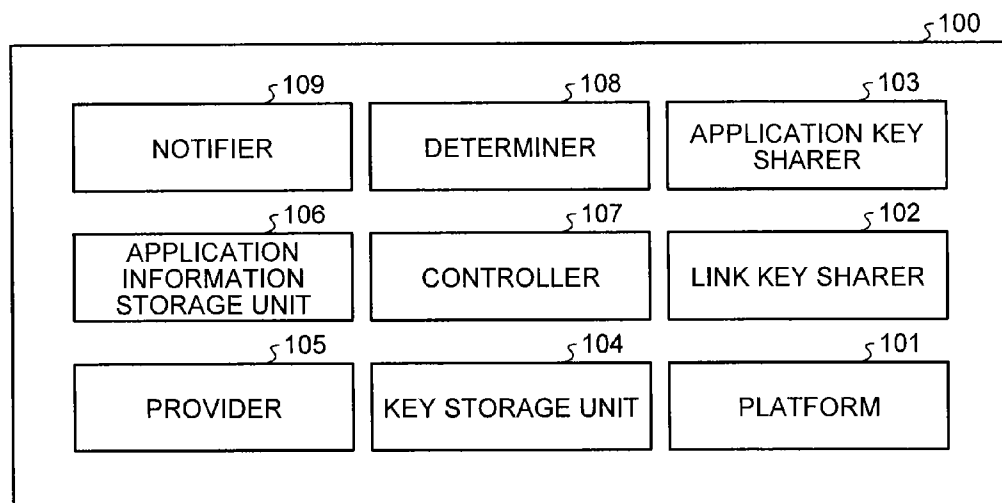 100
109
108
103
NOTIFIER
DETERMINER
APPLICATION KEY
SHARER
106
107
102
APPLICATION
INFORMATION
STORAGE UNIT
CONTROLLER
LINK KEY SHARER
105
104
101
PROVIDER
KEY STORAGE UNIT
PLATFORM